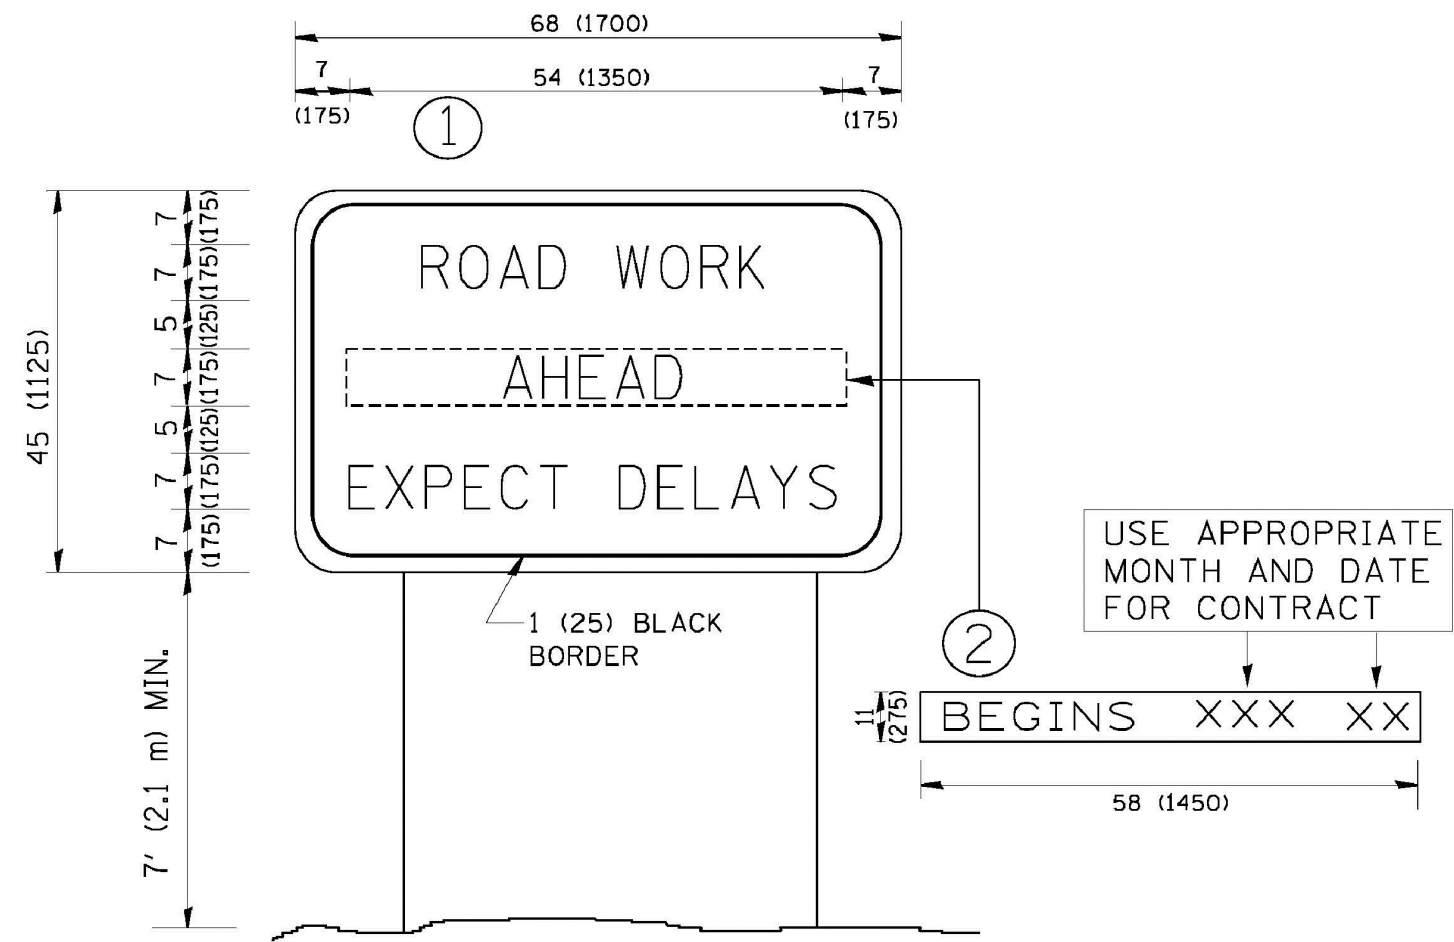 68 (1700)
7
54 (1350)
7
(175)
(175)
1
7
(175)
7
(175)
5
(125)
7
(175)
5
(125)
7
(175)
7
(175)
45 (1125)
ROAD WORK
AHEAD
EXPECT DELAYS
1 (25) BLACK
BORDER
7' (2.1 m) MIN.
2
USE APPROPRIATE
MONTH AND DATE
FOR CONTRACT
11
(275)
BEGINS XXX XX
58 (1450)